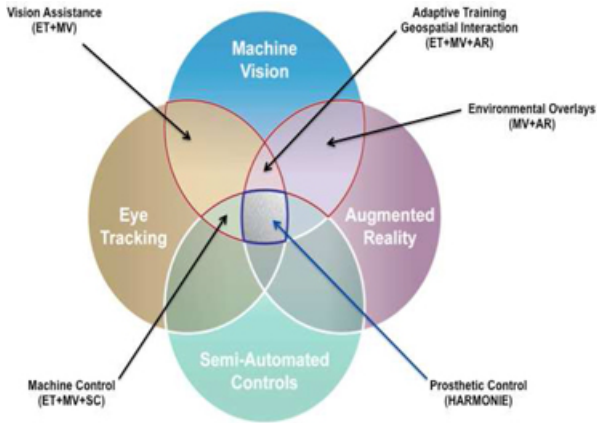 Vision Assistance
(ET+MV)
Adaptive Training
Geospatial Interaction
(ET+MV+AR)
Machine
Vision
Environmental Overlays
(MV+AR)
Eye
Tracking
Augmented
Reality
Semi-Automated
Controls
Machine Control
(ET+MV+SC)
Prosthetic Control
(HARMONIE)